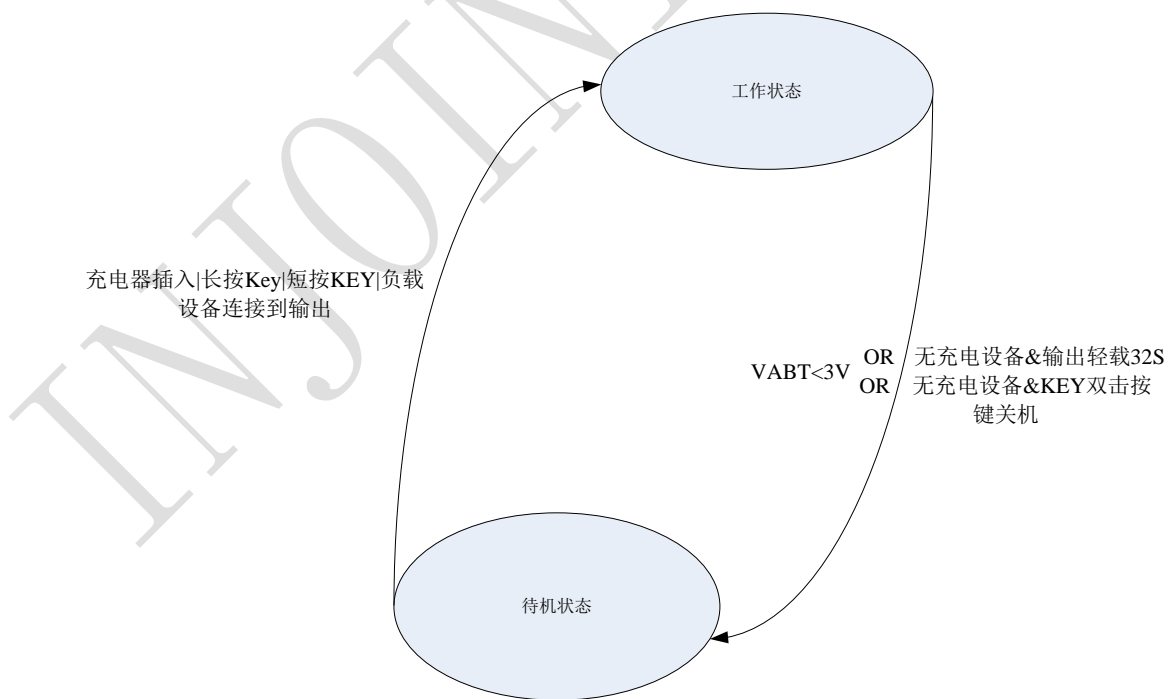 工作状态
充电器插入|长按Key|短按KEY|负载
设备连接到输出
VABT<3V
OR 无充电设备&输出轻载32S
OR 无充电设备&KEY双击按
键关机
待机状态
INJOIN